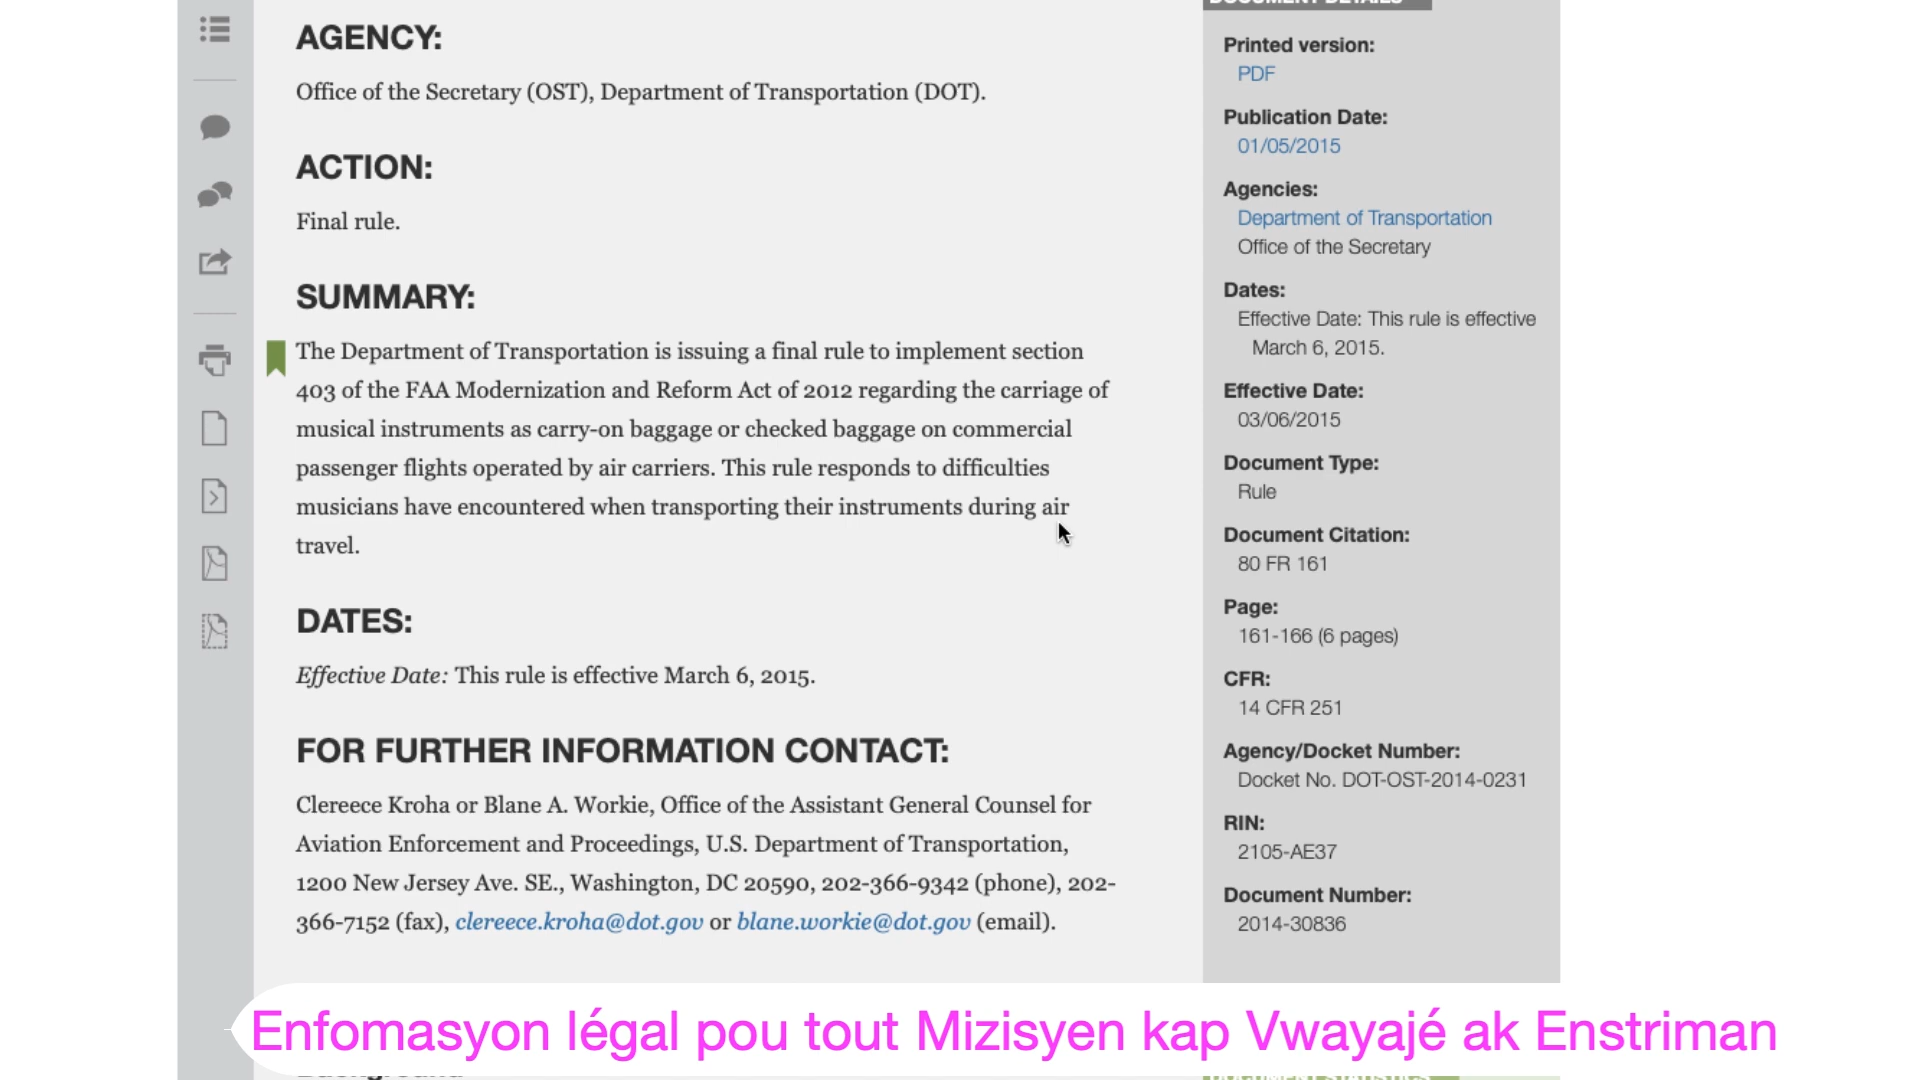 AGENCY:
Office of the Secretary (OST), Department of Transportation (DOT).
ACTION:
Final rule.
SUMMARY:
The Department of Transportation is issuing a final rule to implement section
403 of the FAA Modernization and Reform Act of 2012 regarding the carriage of
musical instruments as carry-on baggage or checked baggage on commercial
passenger flights operated by air carriers. This rule responds to difficulties
musicians have encountered when transporting their instruments during air
travel.
DATES:
Effective Date: This rule is effective March 6, 2015.
FOR FURTHER INFORMATION CONTACT:
Clereece Kroha or Blane A. Workie, Office of the Assistant General Counsel for
Aviation Enforcement and Proceedings, U.S. Department of Transportation,
1200 New Jersey Ave. SE., Washington, DC 20590, 202-366-9342 (phone), 202-
366-7152 (fax), clereece.kroha@dot.gov or blane.workie@dot.gov (email).
DOCUMENT DETAILS
Printed version:
PDF
Publication Date:
01/05/2015
Agencies:
Department of Transportation
Office of the Secretary
Dates:
Effective Date: This rule is effective
March 6, 2015.
Effective Date:
03/06/2015
Document Type:
Rule
Document Citation:
80 FR 161
Page:
161-166 (6 pages)
CFR:
14 CFR 251
Agency/Docket Number:
Docket No. DOT-OST-2014-0231
RIN:
2105-AE37
Document Number:
2014-30836
Enfomasyon légal pou tout Mizisyen kap Vwayajé ak Enstriman